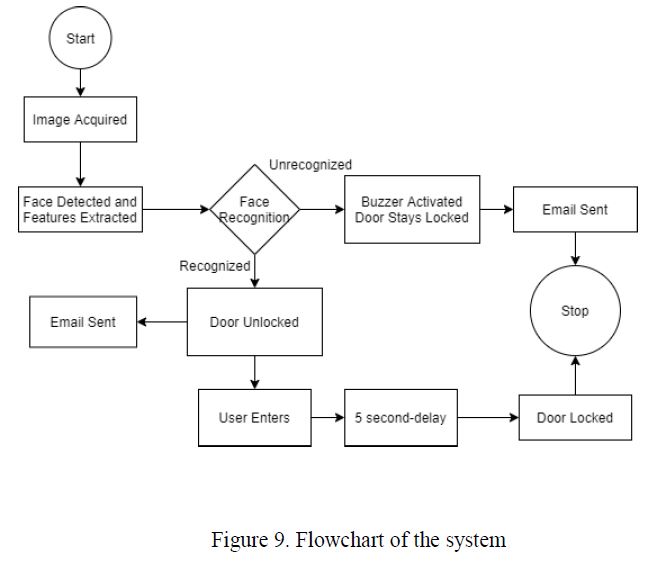 Start
Image Acquired
Face Detected and
Features Extracted
Face
Recognition
Unrecognized
Buzzer Activated
Door Stays Locked
Email Sent
Stop
Recognized
Door Unlocked
Email Sent
User Enters
5 second-delay
Door Locked
Figure 9. Flowchart of the system